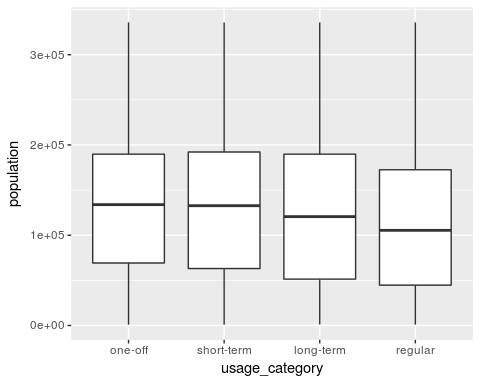 population
3e+05
2e+05
1e+05
0e+00
one-off short-term long-term regular
usage_category